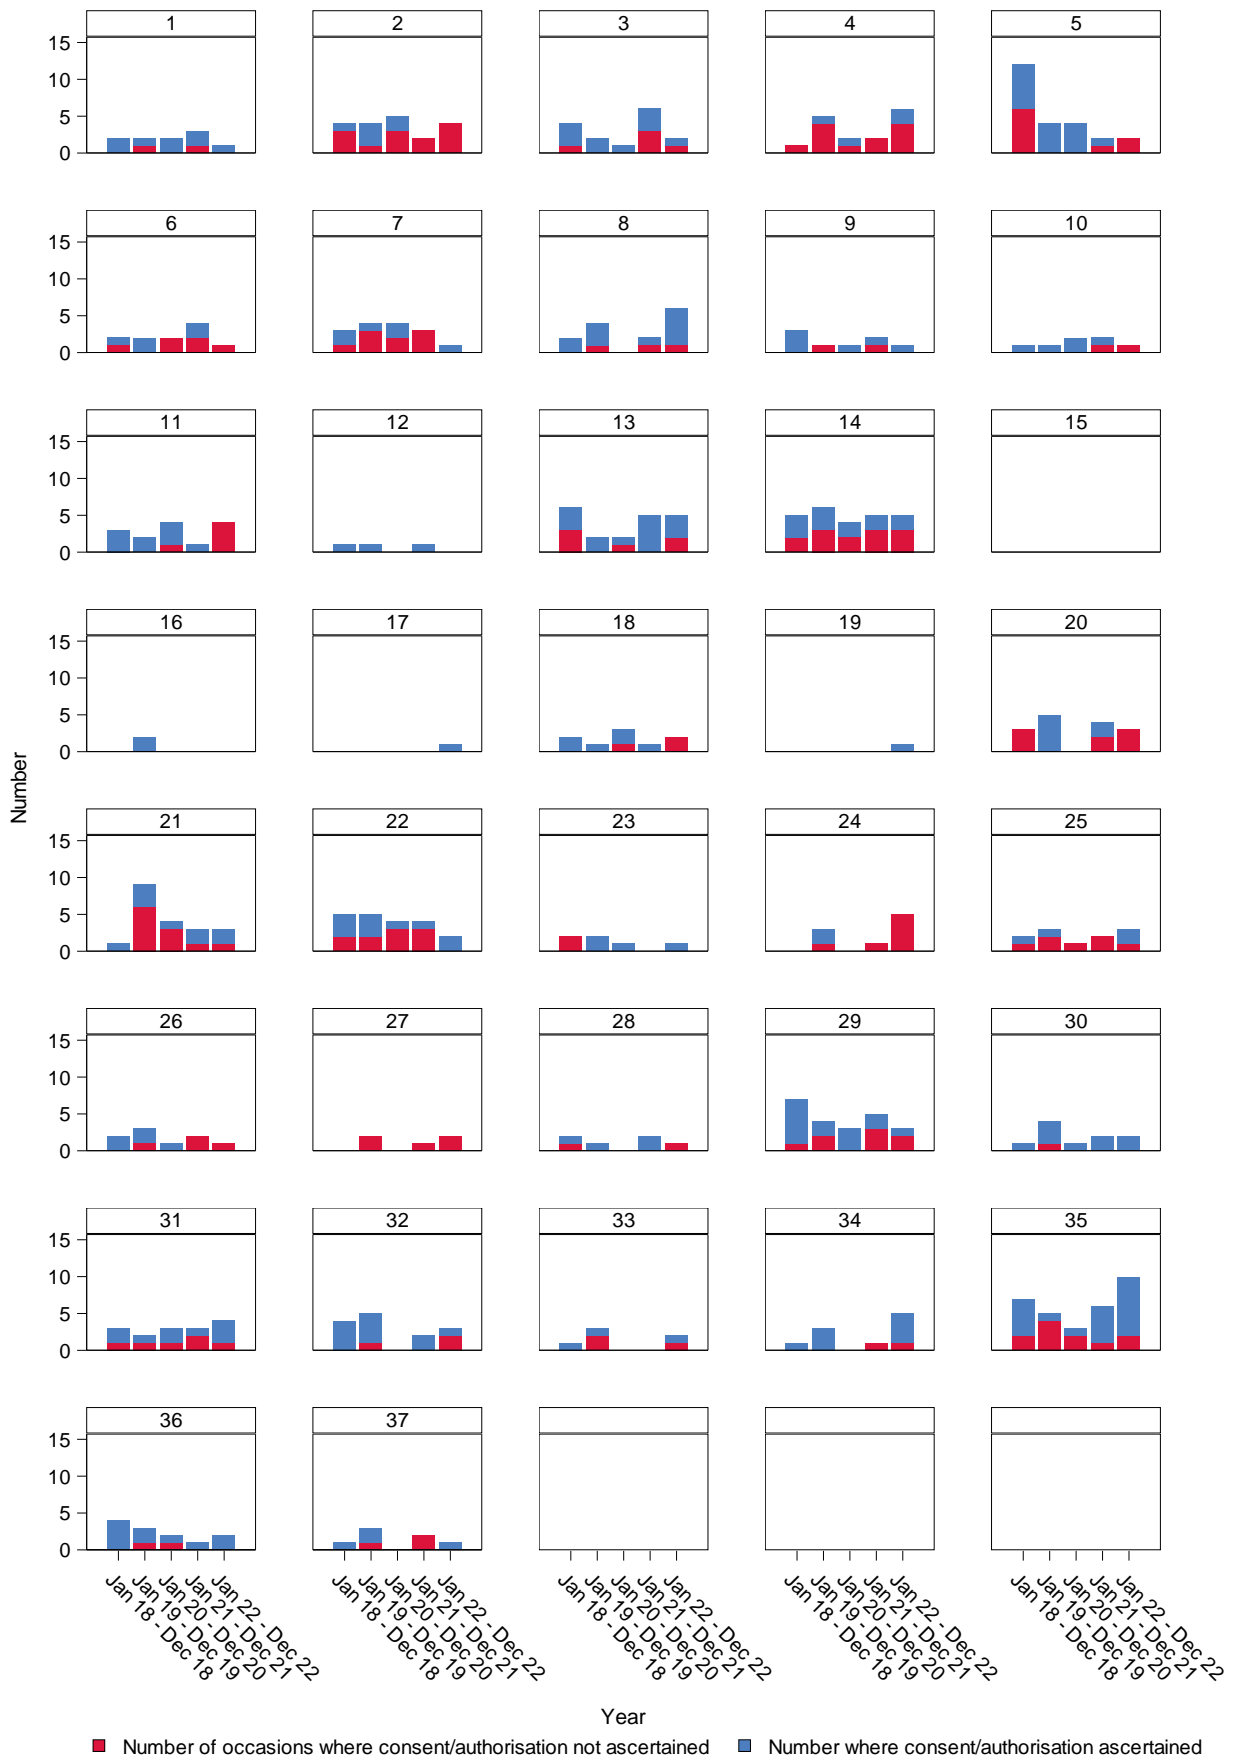 1 2 3 4 5
15
10
5
0
6 7 8 9 10
15
10
5
0
11 12 13 14 15
15
10
5
0
16 17 18 19 20
15
10
5
0
21 22 23 24 25
15
10
5
0
26 27 28 29 30
15
10
5
0
31 32 33 34 35
15
10
5
0
36 37
15
10
5
0
Number
Jan 18 - Dec 18
Jan 19 - Dec 19
Jan 20 - Dec 20
Jan 21 - Dec 21
Jan 22 - Dec 22
Jan 18 - Dec 18
Jan 19 - Dec 19
Jan 20 - Dec 20
Jan 21 - Dec 21
Jan 22 - Dec 22
Jan 18 - Dec 18
Jan 19 - Dec 19
Jan 20 - Dec 20
Jan 21 - Dec 21
Jan 22 - Dec 22
Jan 18 - Dec 18
Jan 19 - Dec 19
Jan 20 - Dec 20
Jan 21 - Dec 21
Jan 22 - Dec 22
Jan 18 - Dec 18
Jan 19 - Dec 19
Jan 20 - Dec 20
Jan 21 - Dec 21
Jan 22 - Dec 22
Year
Number of occasions where consent/authorisation not ascertained Number where consent/authorisation ascertained